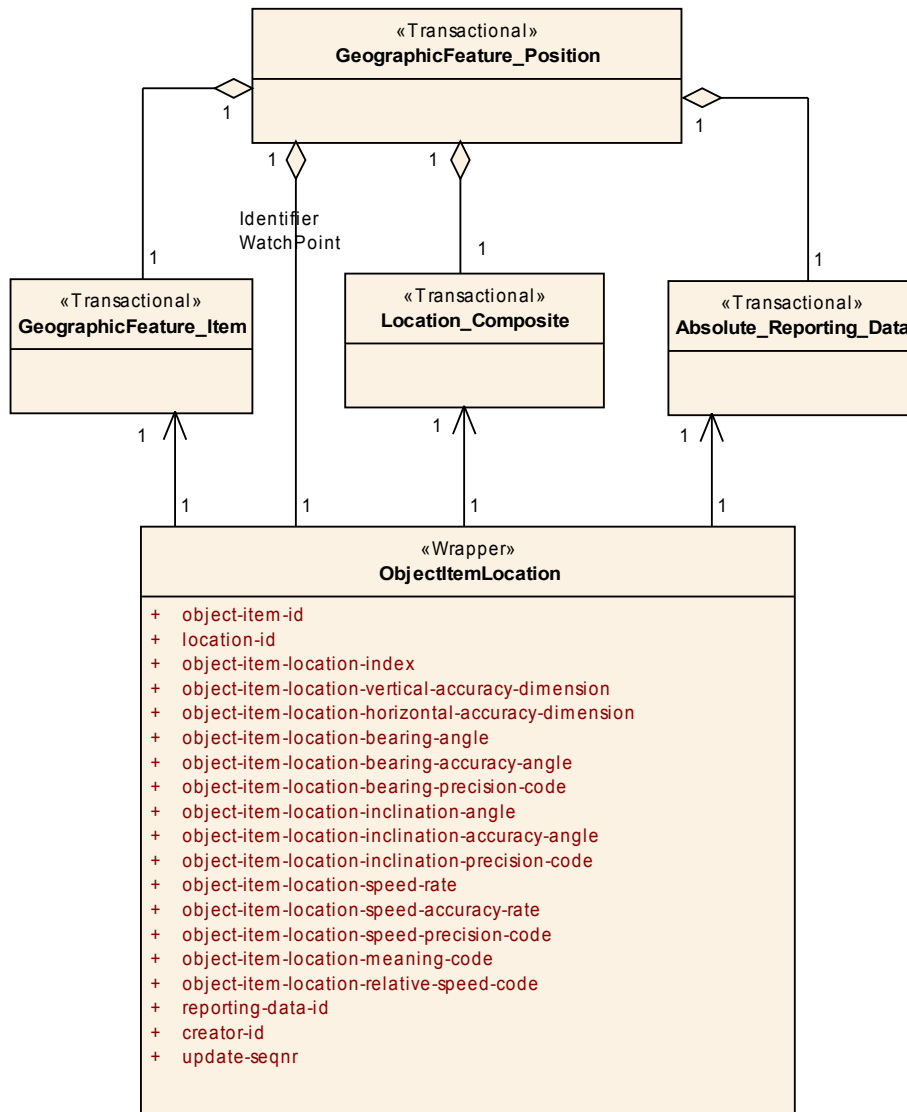 «Transactional»
GeographicFeature_Position
1
1
1
1
Identifier
WatchPoint
1
1
1
«Transactional»
GeographicFeature_Item
«Transactional»
Location_Composite
«Transactional»
Absolute_Reporting_Data
1
1
1
1
1
1
1
«Wrapper»
ObjectItemLocation
+ object-item-id
+ location-id
+ object-item-location-index
+ object-item-location-vertical-accuracy-dimension
+ object-item-location-horizontal-accuracy-dimension
+ object-item-location-bearing-angle
+ object-item-location-bearing-accuracy-angle
+ object-item-location-bearing-precision-code
+ object-item-location-inclination-angle
+ object-item-location-inclination-accuracy-angle
+ object-item-location-inclination-precision-code
+ object-item-location-speed-rate
+ object-item-location-speed-accuracy-rate
+ object-item-location-speed-precision-code
+ object-item-location-meaning-code
+ object-item-location-relative-speed-code
+ reporting-data-id
+ creator-id
+ update-seqnr